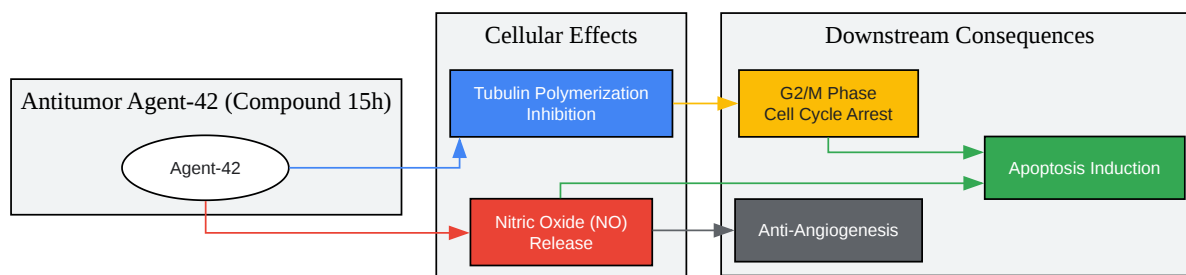 Antitumor Agent-42 (Compound 15h)
Agent-42
Cellular Effects
Tubulin Polymerization
Inhibition
Nitric Oxide (NO)
Release
Downstream Consequences
G2/M Phase
Cell Cycle Arrest
Apoptosis Induction
Anti-Angiogenesis